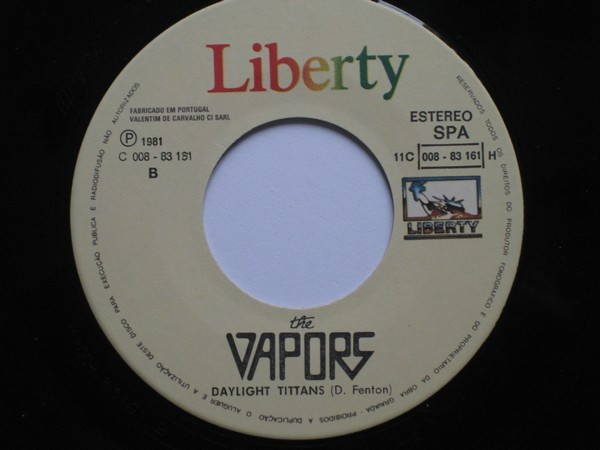 Liberty
FABRICADO EM PORTUGAL
VALENTIM DE CARVALHO CI SARL
Ⓟ 1981
C 008 - 83 161
B
ESTEREO
SPA
11C 008 - 83 161 H
LIBERTY
the
VAPORS
DAYLIGHT TITTANS (D. Fenton)
RESERVADOS TODOS OS DIREITOS DO PRODUTOR FONOGRÁFICO E DO PROPRIETÁRIO DA OBRA GRAVADA - PROIBIDOS A DUPLICAÇÃO O ALUGUER E A UTILIZAÇÃO DESTE DISCO PARA EXECUÇÃO PÚBLICA E RADIODIFUSÃO NÃO AUTORIZADOS